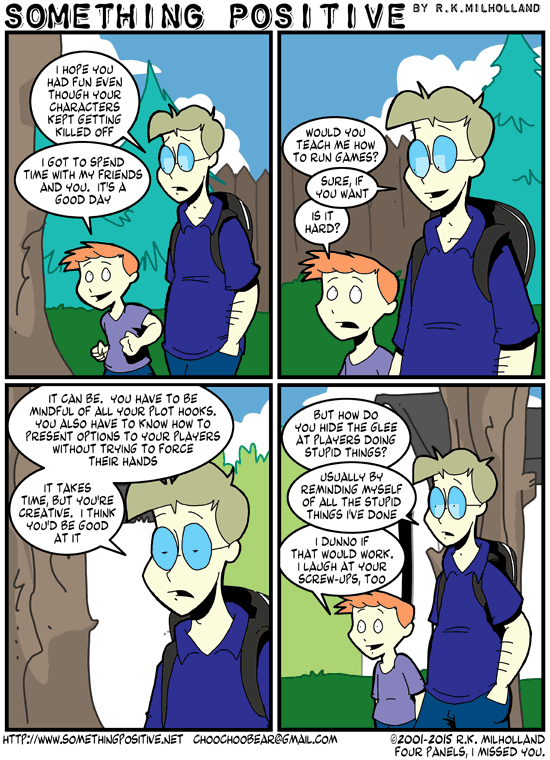 SOMETHING POSITIVE BY R.K.MILHOLLAND
I HOPE YOU
HAD FUN EVEN
THOUGH YOUR
CHARACTERS
KEPT GETTING
KILLED OFF
I GOT TO SPEND
TIME WITH MY FRIENDS
AND YOU. IT'S A
GOOD DAY
WOULD YOU
TEACH ME HOW
TO RUN GAMES?
SURE, IF
YOU WANT
IS IT
HARD?
IT CAN BE. YOU HAVE TO BE
MINDFUL OF ALL YOUR PLOT HOOKS.
YOU ALSO HAVE TO KNOW HOW TO
PRESENT OPTIONS TO YOUR PLAYERS
WITHOUT TRYING TO FORCE
THEIR HANDS
IT TAKES
TIME, BUT YOU'RE
CREATIVE. I THINK
YOU'D BE GOOD
AT IT
BUT HOW DO
YOU HIDE THE GLEE
AT PLAYERS DOING
STUPID THINGS?
USUALLY BY
REMINDING MYSELF
OF ALL THE STUPID
THINGS I'VE DONE
I DUNNO IF
THAT WOULD WORK.
I LAUGH AT YOUR
SCREW-UPS, TOO
HTTP://WWW.SOMETHINGPOSITIVE.NET CHOOCHOOBEAR@GMAIL.COM
©2001-2015 R.K. MILHOLLAND
FOUR PANELS, I MISSED YOU.